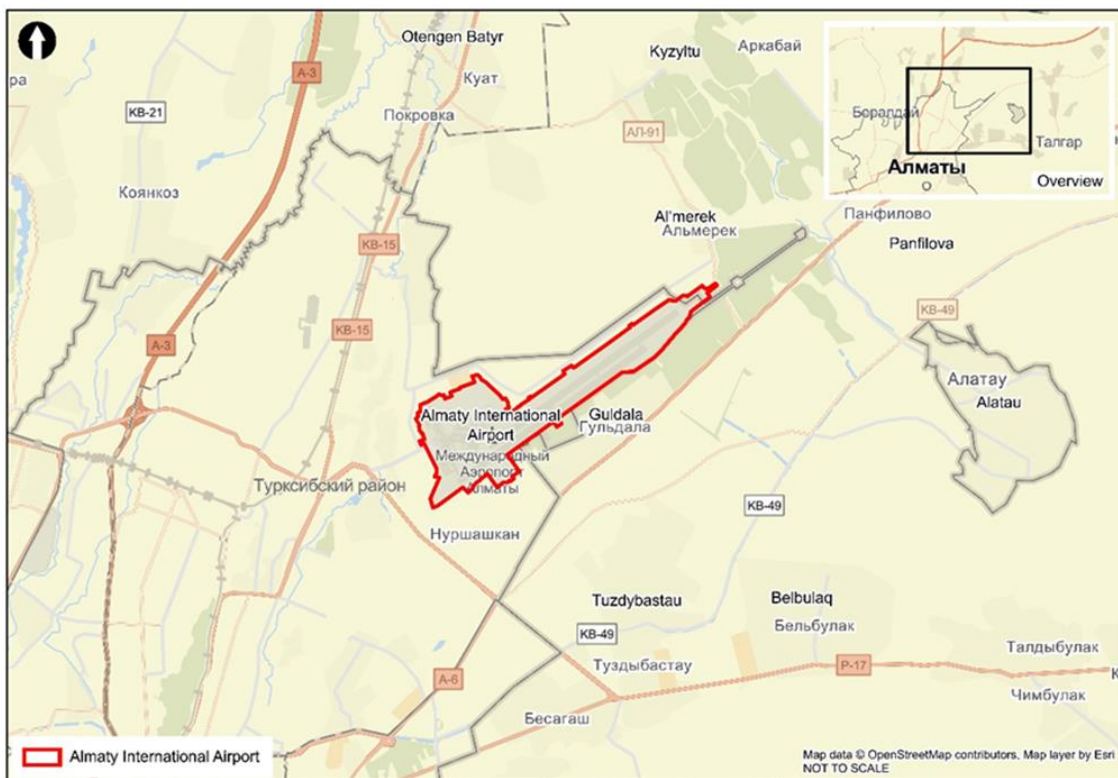 Otengen Batyr
Kyzyltu
Аркабай
A-3
Куат
KB-21
Покровка
АЛ-91
Боралдай
Талгар
Алматы
Overview
Коянкоз
Al'merek
Альмерек
Панфилово
Panfilova
KB-15
KB-49
KB-15
A-3
Алатау
Alatau
Almaty International
Airport
Guldala
Гульдала
Международный
Аэропорт
Алматы
Турксибский район
KB-49
Нуршашкан
Tuzdybastau
Belbulaq
KB-49
Бельбулак
Талдыбулак
Туздыбастау
P-17
A-6
Чимбулак
Бесагаш
Almaty International Airport
Map data © OpenStreetMap contributors, Map layer by Esri
NOT TO SCALE